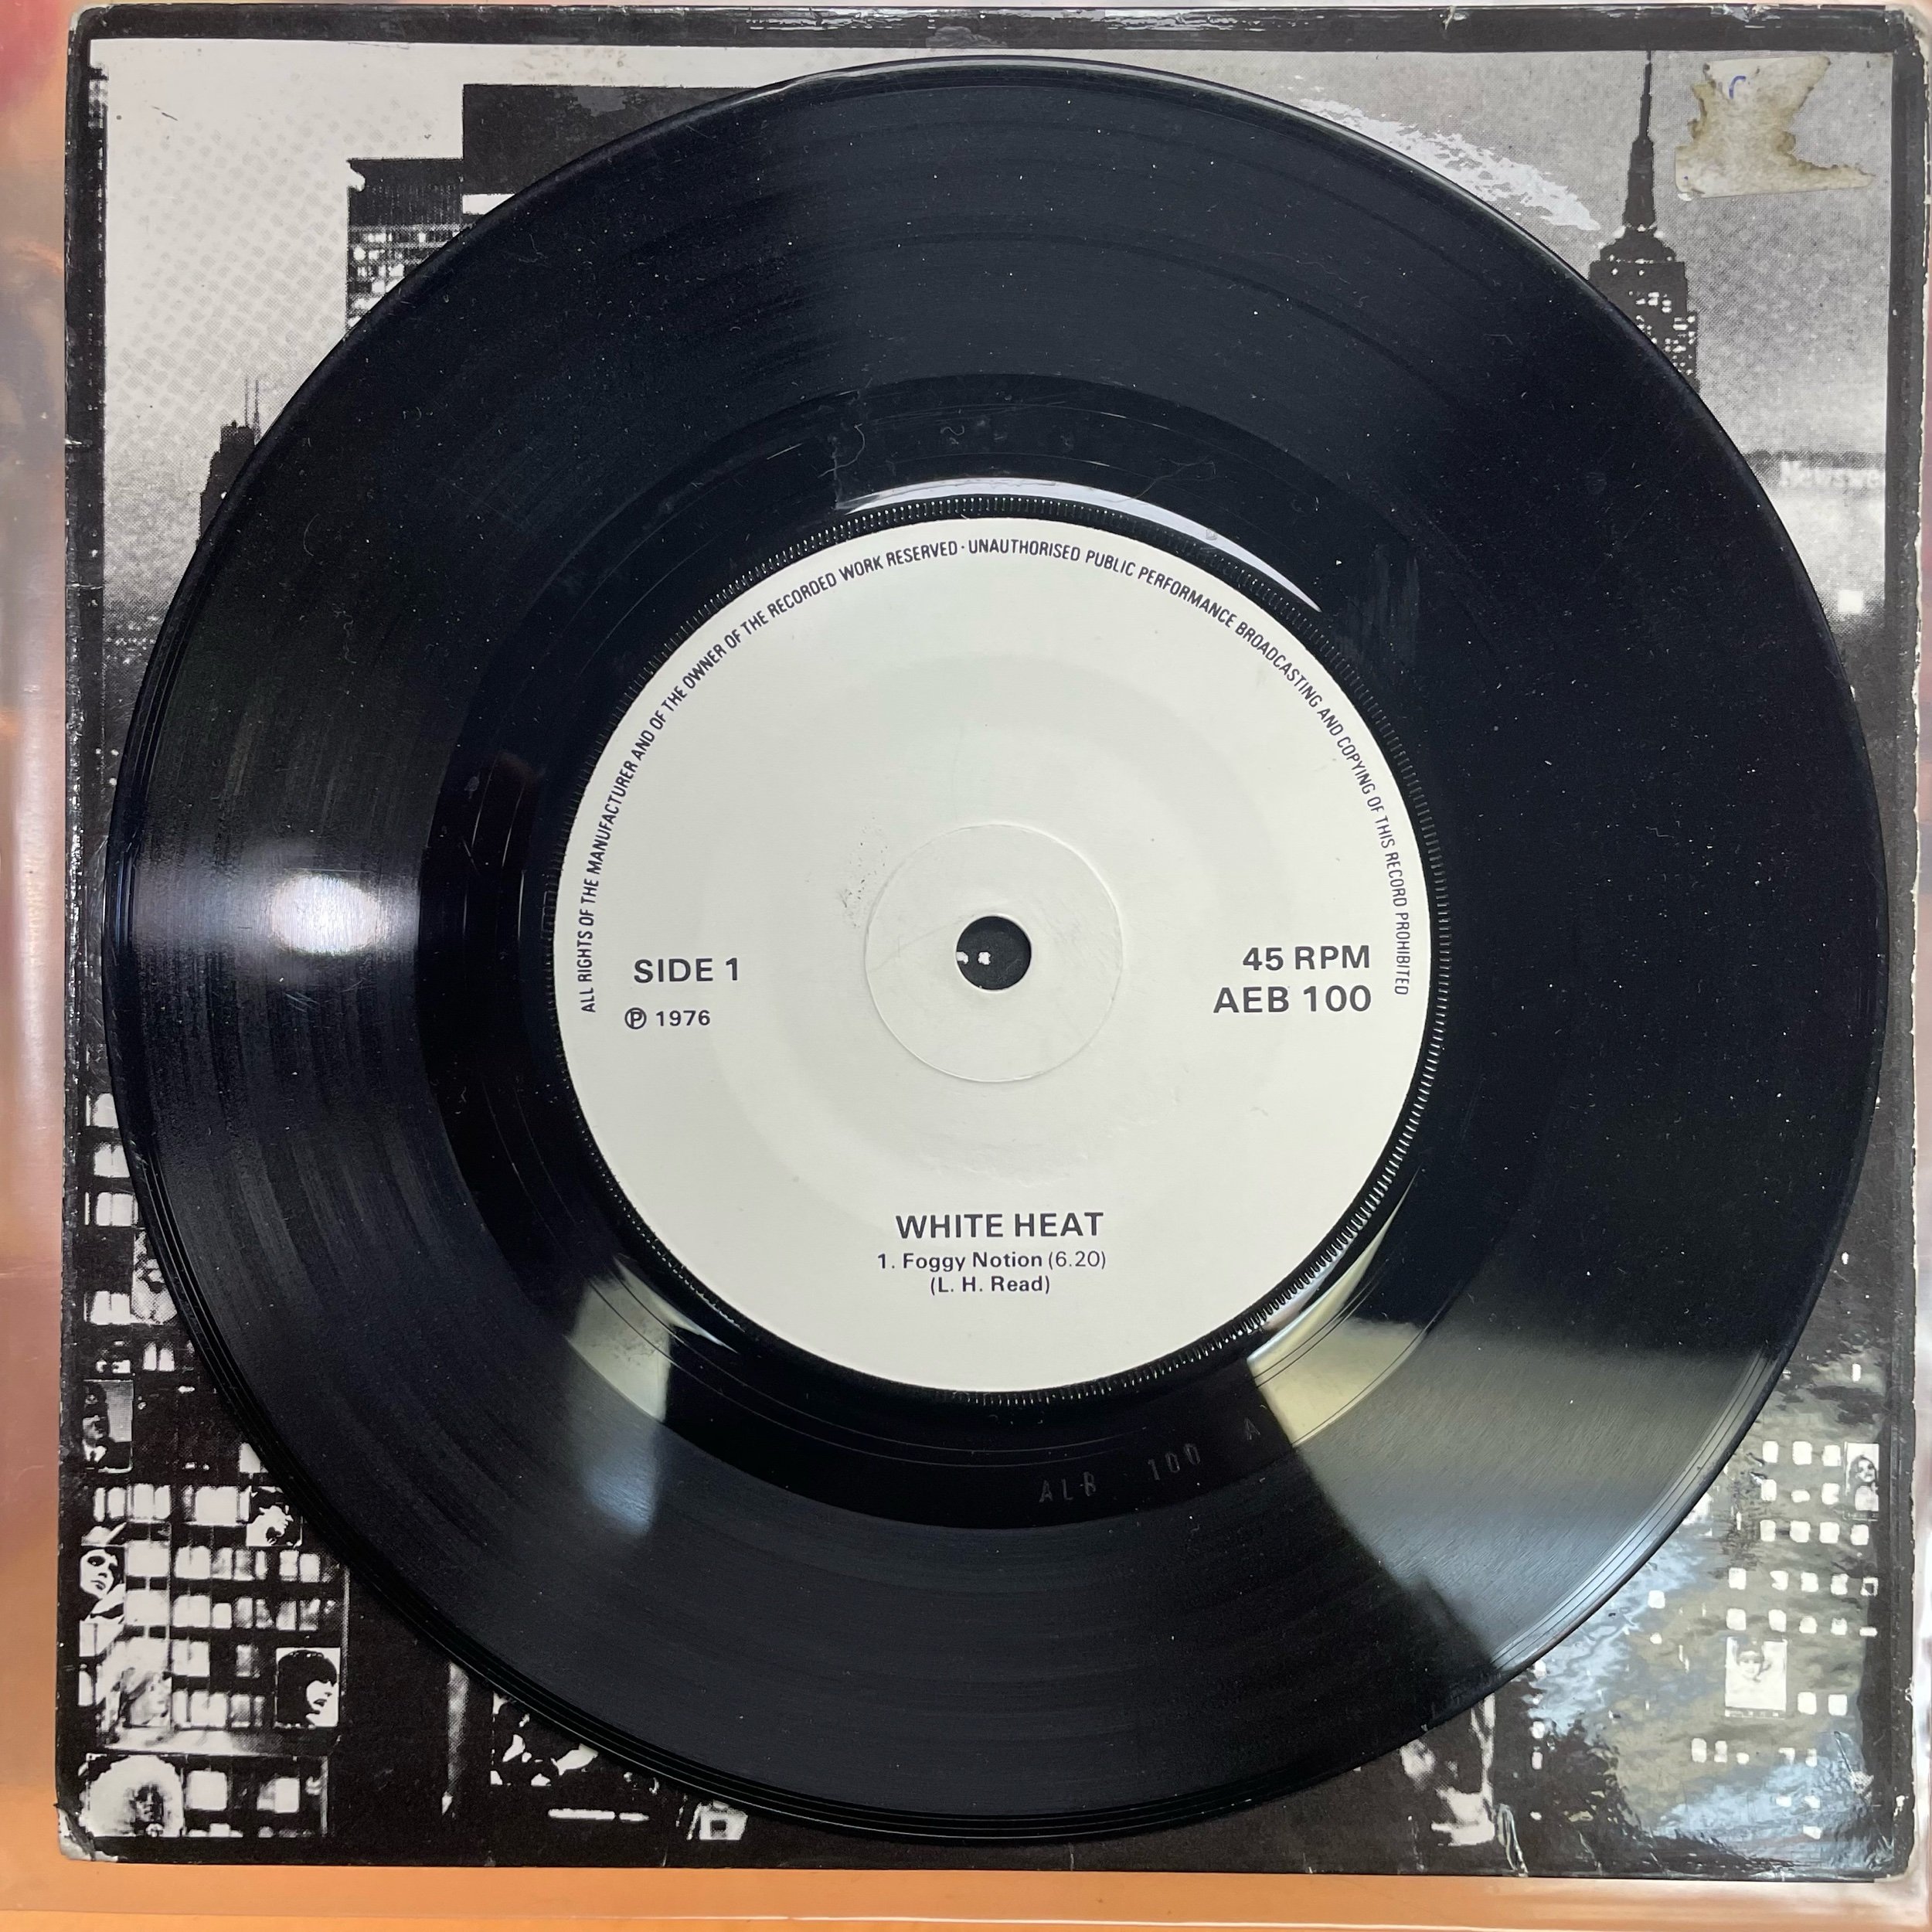 ALL RIGHTS OF THE MANUFACTURER AND OF THE OWNER OF THE RECORDED WORK RESERVED · UNAUTHORISED PUBLIC PERFORMANCE BROADCASTING AND COPYING OF THIS RECORD PROHIBITED
SIDE 1
℗ 1976
45 RPM
AEB 100
WHITE HEAT
1. Foggy Notion (6.20)
(L. H. Read)
100 A